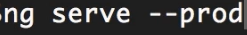 ng serve --prod